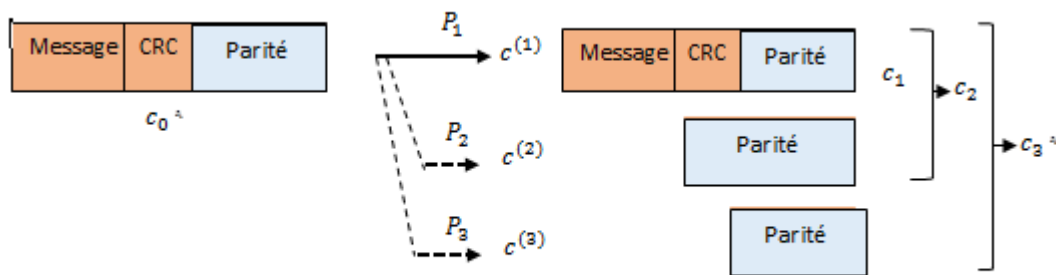 Message CRC Parité P₁ c⁽¹⁾ Message CRC Parité c₁ c₂
c₀
P₂ c⁽²⁾ Parité c₃
P₃ c⁽³⁾ Parité